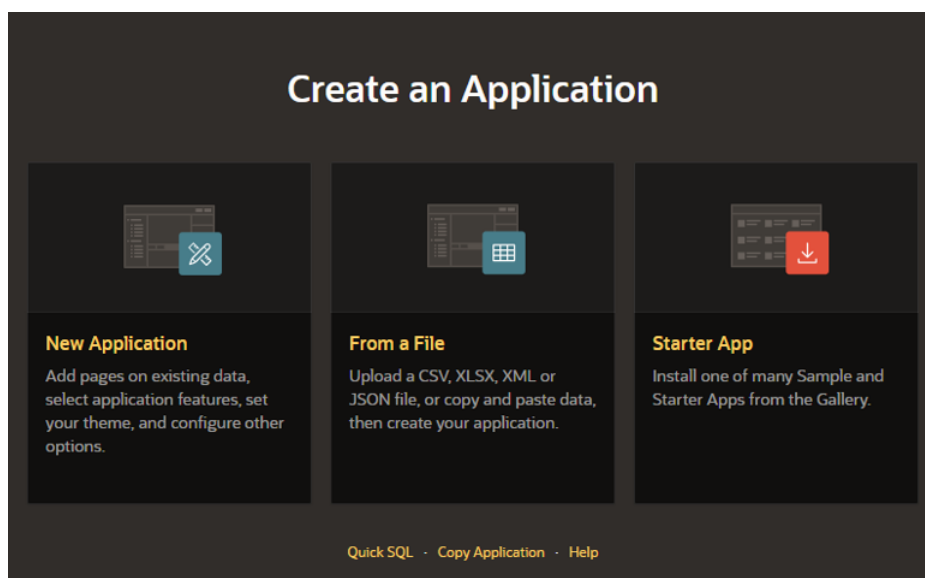 Create an Application
New Application
Add pages on existing data,
select application features, set
your theme, and configure other
options.
From a File
Upload a CSV, XLSX, XML or
JSON file, or copy and paste data,
then create your application.
Starter App
Install one of many Sample and
Starter Apps from the Gallery.
Quick SQL · Copy Application · Help